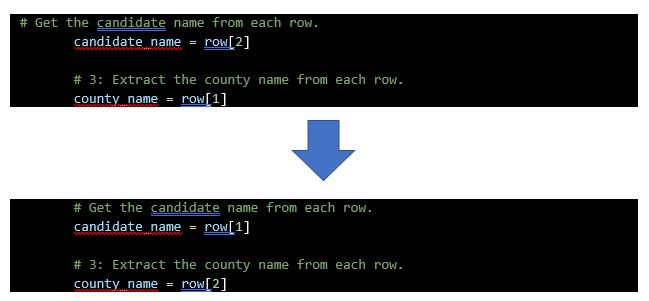 # Get the candidate name from each row.
candidate_name = row[2]
# 3: Extract the county name from each row.
county_name = row[1]
# Get the candidate name from each row.
candidate_name = row[1]
# 3: Extract the county name from each row.
county_name = row[2]